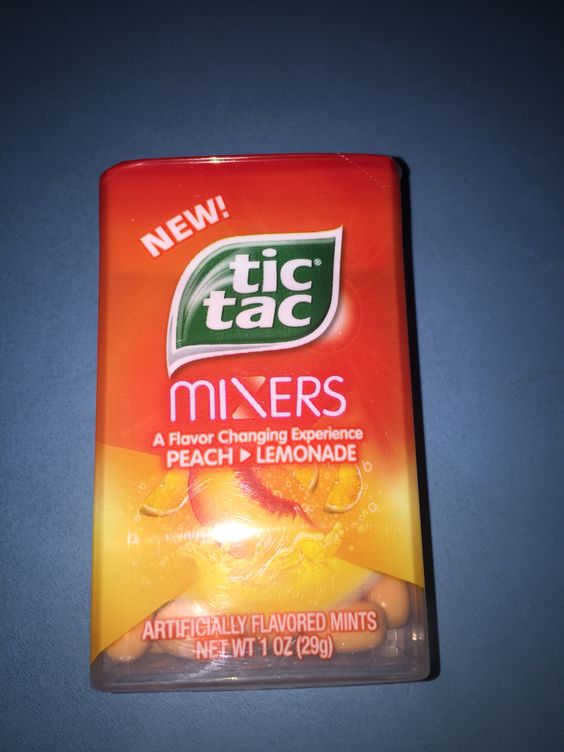 NEW!
tic®
tac
MIXERS
A Flavor Changing Experience
PEACH ▶ LEMONADE
ARTIFICIALLY FLAVORED MINTS
NET WT 1 OZ (29g)